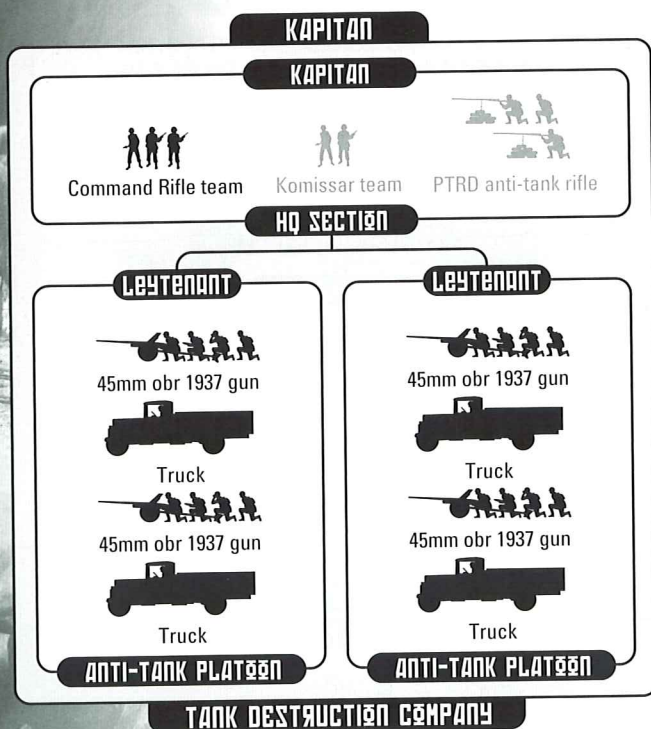 KAPITAN
KAPITAN
Command Rifle team
Komissar team
PTRD anti-tank rifle
HQ SECTION
LEYTENANT
45mm obr 1937 gun
Truck
45mm obr 1937 gun
Truck
ANTI-TANK PLATOON
LEYTENANT
45mm obr 1937 gun
Truck
45mm obr 1937 gun
Truck
ANTI-TANK PLATOON
TANK DESTRUCTION COMPANY